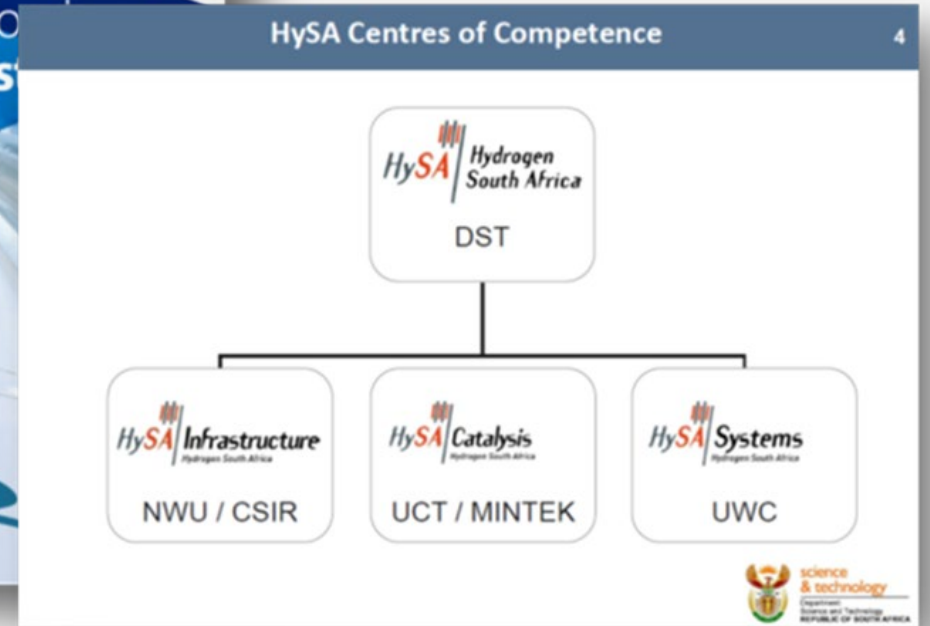 HySA Centres of Competence
4
HySA Hydrogen
South Africa
DST
HySA Infrastructure
Hydrogen South Africa
NWU / CSIR
HySA Catalysis
Hydrogen South Africa
UCT / MINTEK
HySA Systems
Hydrogen South Africa
UWC
science
& technology
Department:
Science and Technology
REPUBLIC OF SOUTH AFRICA